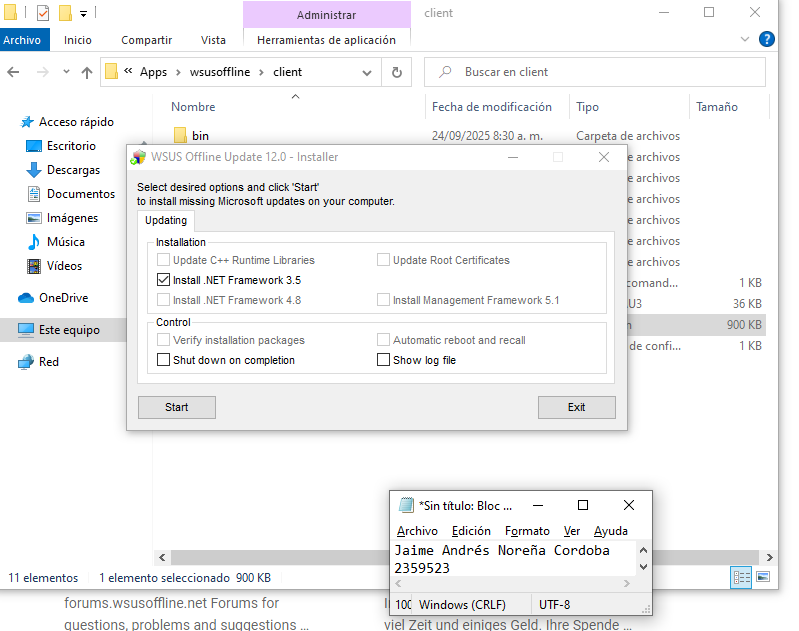 Administrar
client
Archivo
Inicio
Compartir
Vista
Herramientas de aplicación
« Apps > wsusoffline > client
Buscar en client
Nombre
Fecha de modificación
Tipo
Tamaño
Acceso rápido
Escritorio
Descargas
Documentos
Imágenes
Música
Vídeos
OneDrive
Este equipo
Red
bin
24/09/2025 8:30 a. m.
Carpeta de archivos
e archivos
e archivos
e archivos
e archivos
e archivos
e archivos
omand...
1 KB
U3
36 KB
900 KB
de confi...
1 KB
WSUS Offline Update 12.0 - Installer
Select desired options and click 'Start'
to install missing Microsoft updates on your computer.
Updating
Installation
Update C++ Runtime Libraries
Update Root Certificates
Install .NET Framework 3.5
Install .NET Framework 4.8
Install Management Framework 5.1
Control
Verify installation packages
Automatic reboot and recall
Shut down on completion
Show log file
Start
Exit
*Sin título: Bloc ...
Archivo Edición Formato Ver Ayuda
Jaime Andrés Noreña Cordoba
2359523
100 Windows (CRLF) UTF-8
11 elementos
1 elemento seleccionado 900 KB
forums.wsusoffline.net Forums for
questions, problems and suggestions ...
viel Zeit und einiges Geld. Ihre Spende ...